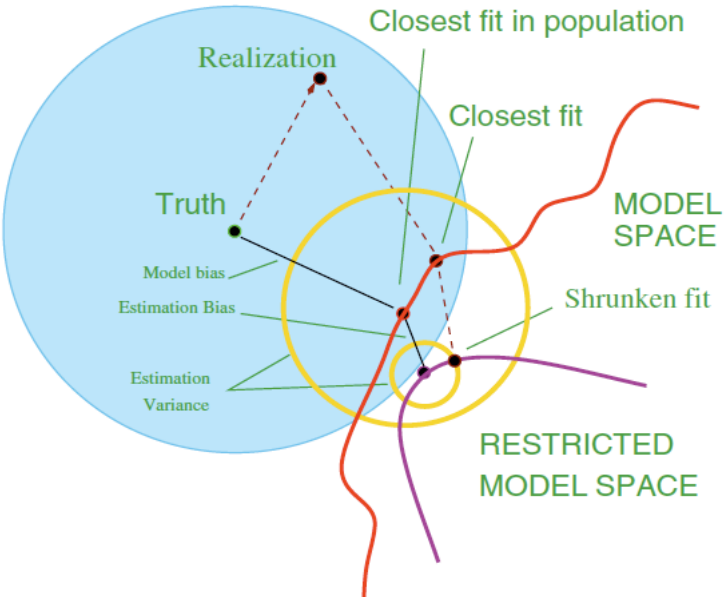 Closest fit in population
Realization
Closest fit
Truth
MODEL
SPACE
Model bias
Shrunken fit
Estimation Bias
Estimation
Variance
RESTRICTED
MODEL SPACE